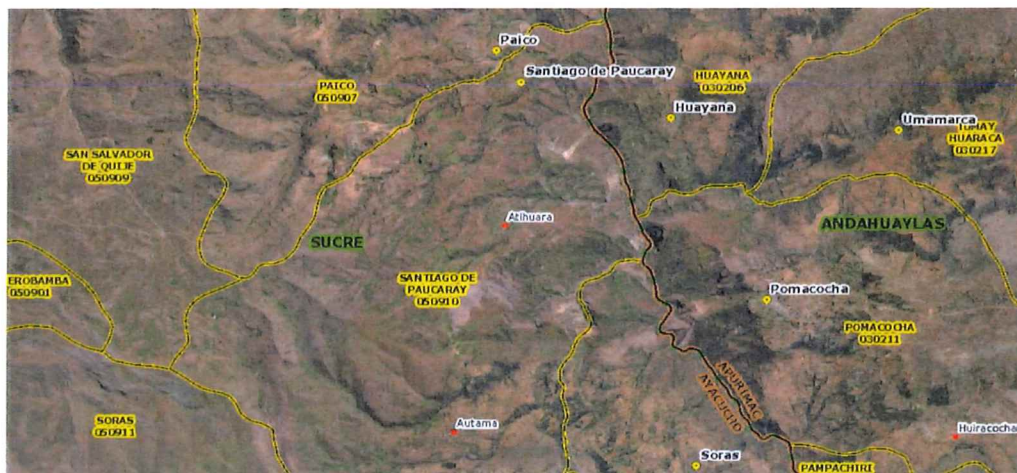 Paico
Santiago de Paucaray
PAICO
050907
HUAYANA
030206
Huayana
Umamarca
TUMAY
HUARACA
030217
SAN SALVADOR
DE QUIJE
050909
Atihuara
SUCRE
ANDAHUAYLAS
EROBAMBA
050901
SANTIAGO DE
PAUCARAY
050910
Pomacocha
POMACOCHA
030211
APURIMAC
AYACUCHO
SORAS
050911
Autama
Huiracocha
Soras
PAMPACHIRI